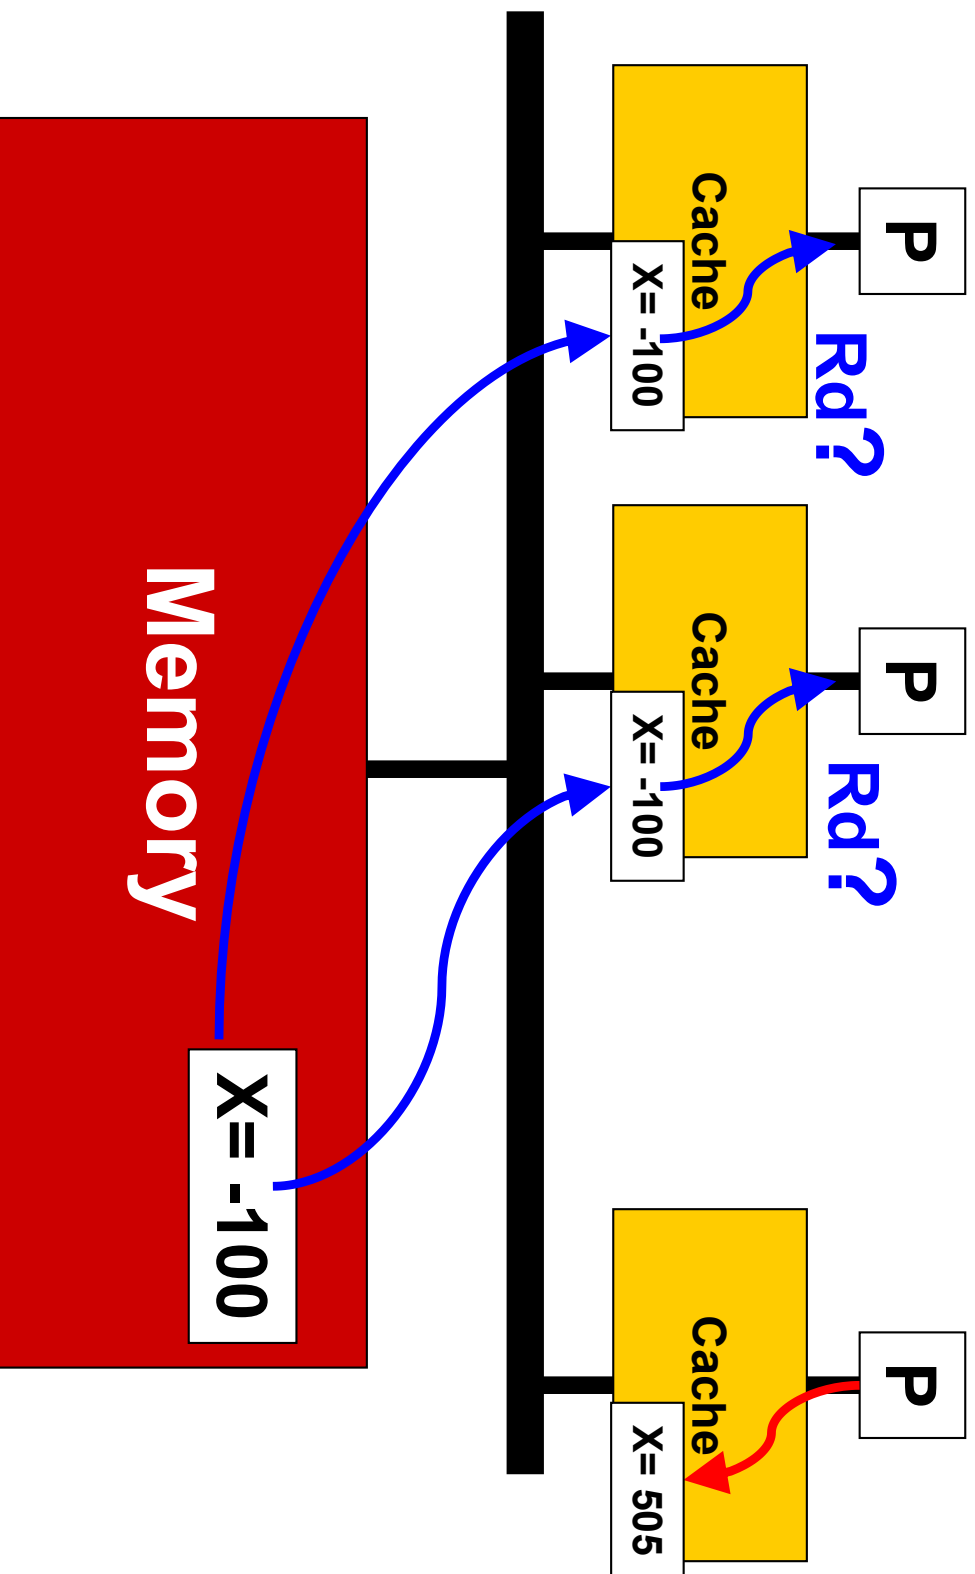 P
P
P
Rd?
Rd?
Cache
Cache
Cache
X= -100
X= -100
X= 505
X= -100
Memory